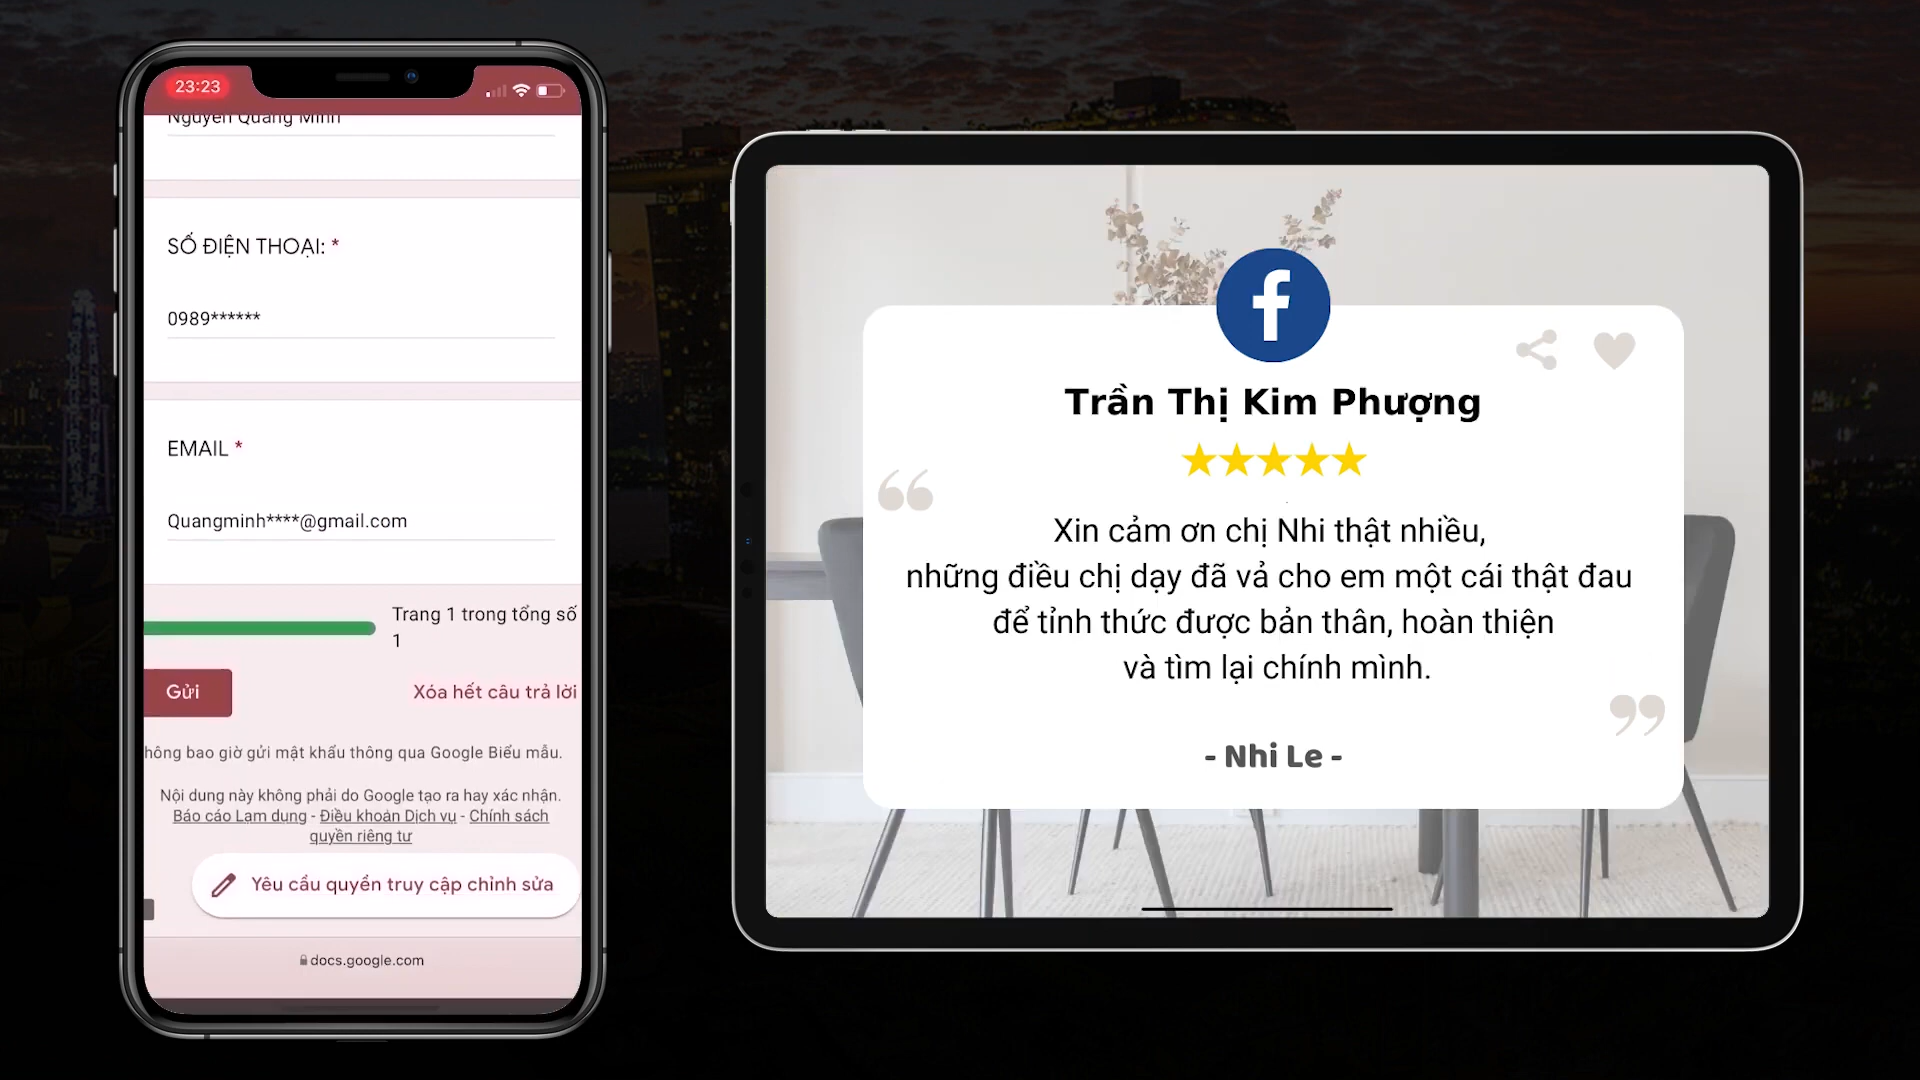 23:23
Nguyễn Quang Minh
SỐ ĐIỆN THOẠI: *
0989******
EMAIL *
Quangminh****@gmail.com
Trang 1 trong tổng số
1
Gửi
Xóa hết câu trả lời
hông bao giờ gửi mật khẩu thông qua Google Biểu mẫu.
Nội dung này không phải do Google tạo ra hay xác nhận.
Báo cáo Lạm dụng - Điều khoản Dịch vụ - Chính sách
quyền riêng tư
Yêu cầu quyền truy cập chỉnh sửa
docs.google.com
f
Trần Thị Kim Phượng
Xin cảm ơn chị Nhi thật nhiều,
những điều chị dạy đã vả cho em một cái thật đau
để tỉnh thức được bản thân, hoàn thiện
và tìm lại chính mình.
- Nhi Le -